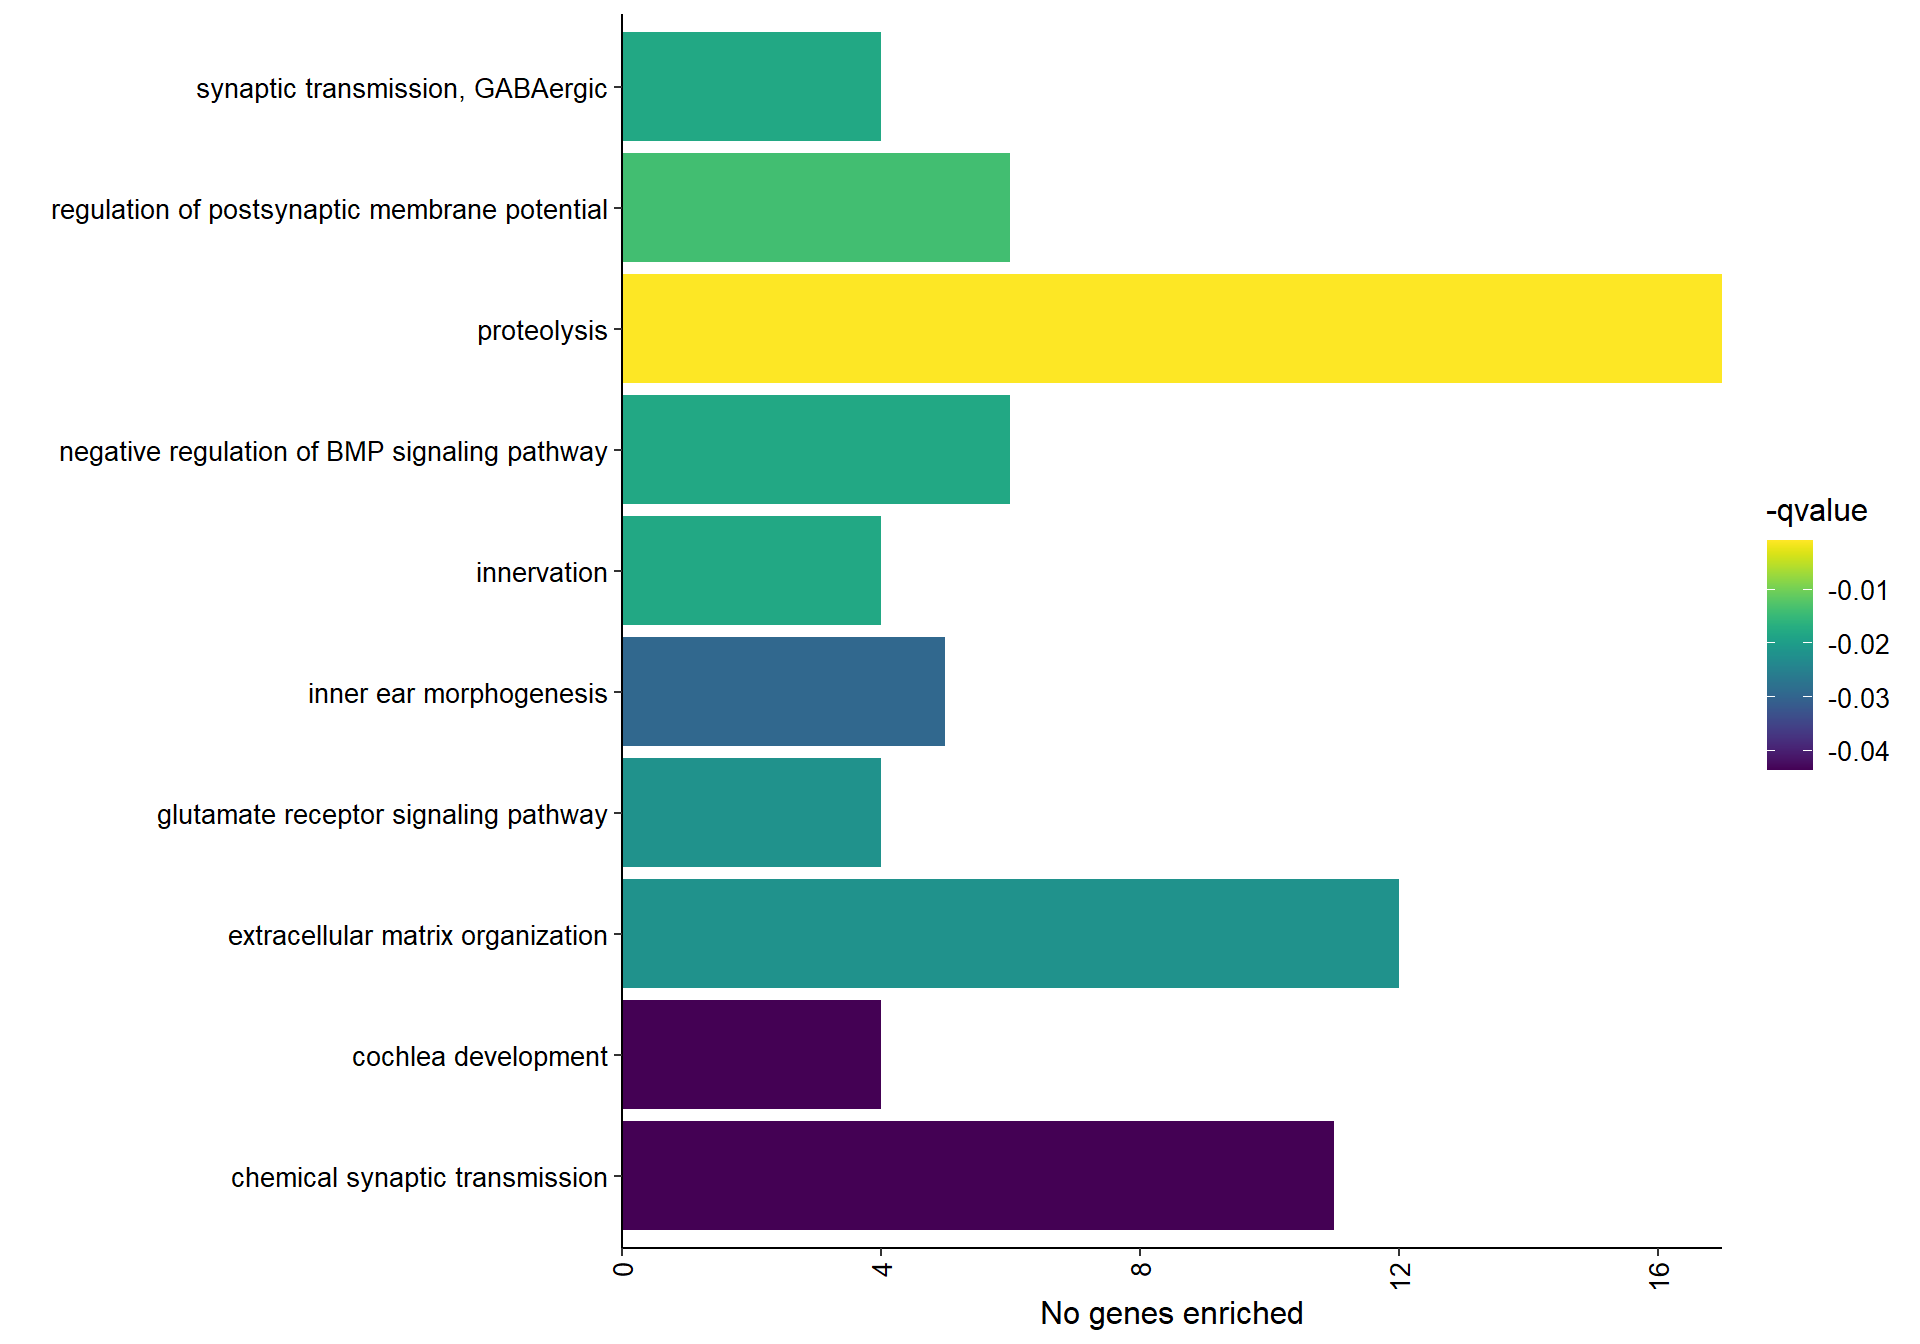 synaptic transmission, GABAergic
regulation of postsynaptic membrane potential
proteolysis
negative regulation of BMP signaling pathway
innervation
inner ear morphogenesis
glutamate receptor signaling pathway
extracellular matrix organization
cochlea development
chemical synaptic transmission
0 4 8 12 16
No genes enriched
-qvalue
-0.01
-0.02
-0.03
-0.04